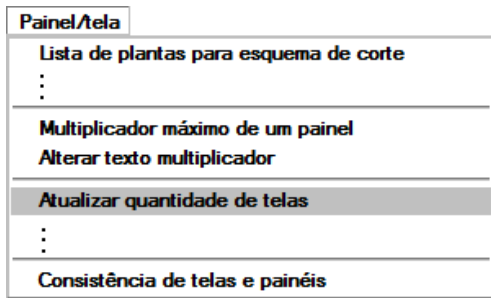 Painel/tela
Lista de plantas para esquema de corte
⋮
Multiplicador máximo de um painel
Alterar texto multiplicador
Atualizar quantidade de telas
⋮
Consistência de telas e painéis